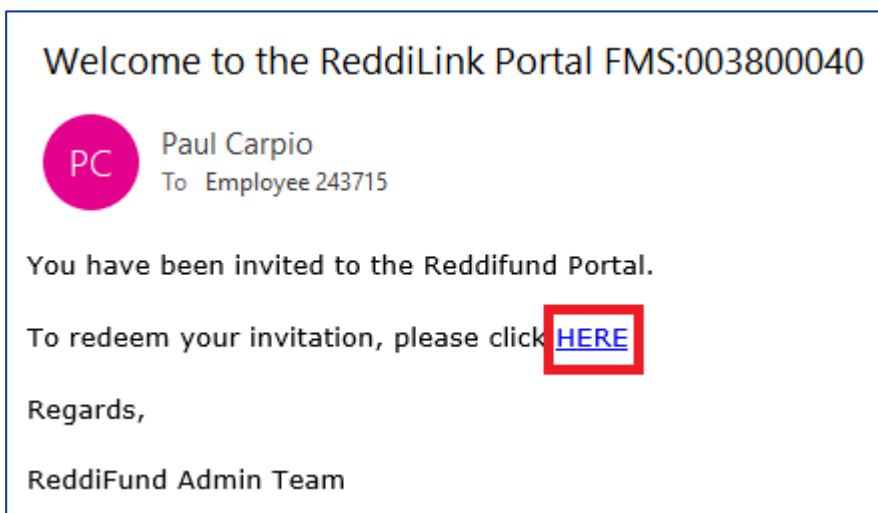 Welcome to the ReddiLink Portal FMS:003800040
PC
Paul Carpio
To Employee 243715
You have been invited to the Reddifund Portal.
To redeem your invitation, please click HERE
Regards,
ReddiFund Admin Team